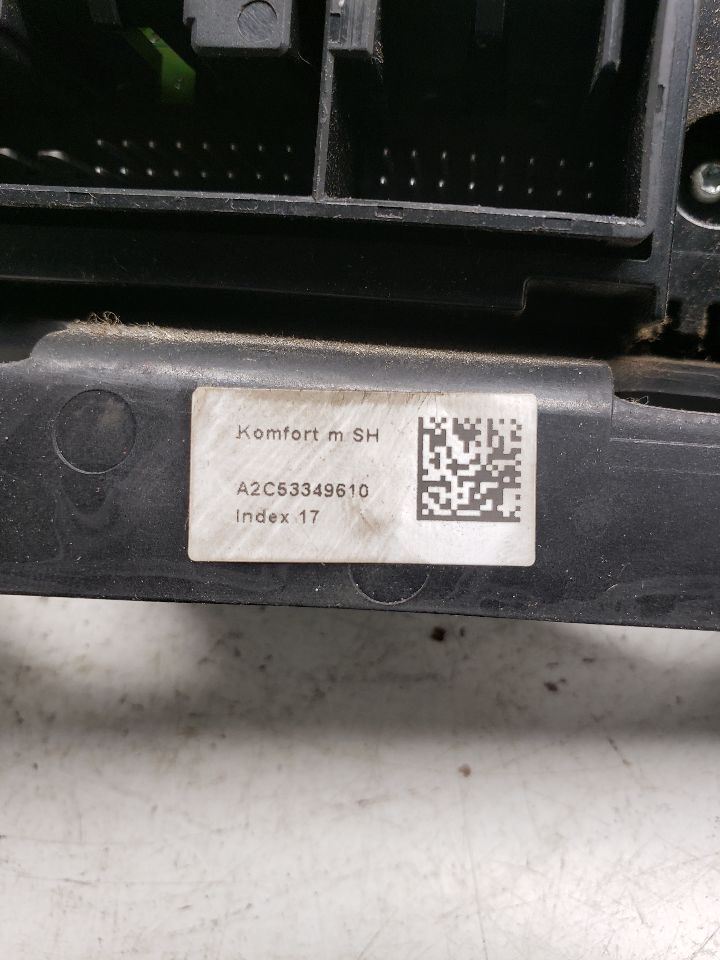 Komfort m SH
A2C53349610
Index 17